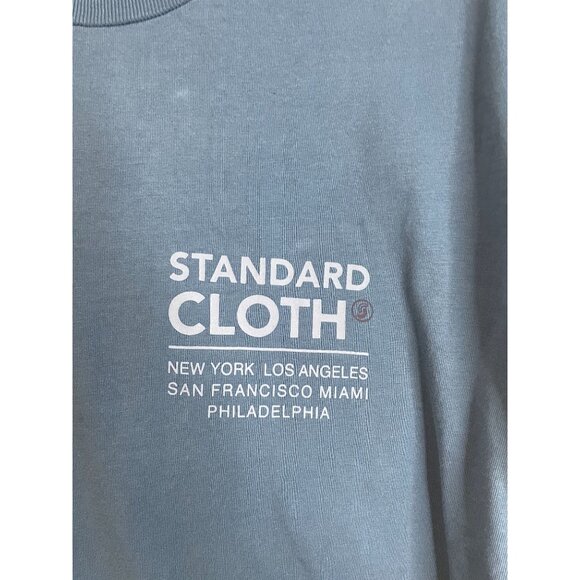 STANDARD
CLOTH
NEW YORK LOS ANGELES
SAN FRANCISCO MIAMI
PHILADELPHIA